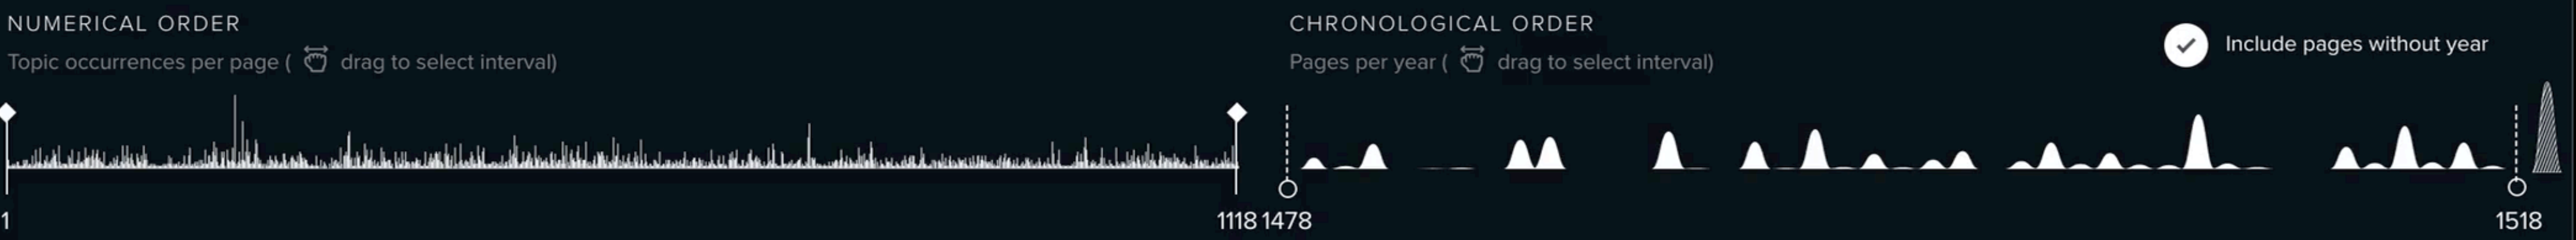 NUMERICAL ORDER
Topic occurrences per page ( drag to select interval)
1
1118
CHRONOLOGICAL ORDER
Pages per year ( drag to select interval)
Include pages without year
1478
1518